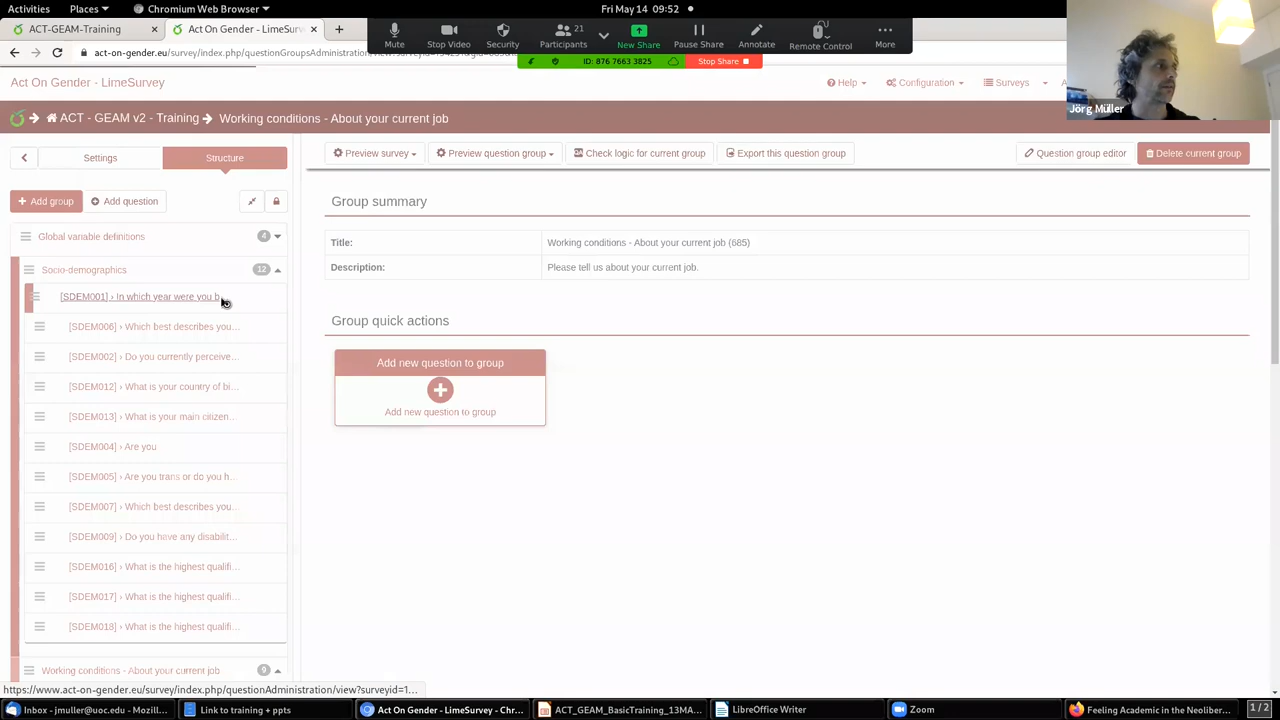 Activities Places Chromium Web Browser Fri May 14 09:52
ACT-GEAM-Training × Act On Gender - LimeSurv × +
act-on-gender.eu/survey/index.php/questionGroupsAdministration
Mute Stop Video Security Participants 21 New Share Pause Share Annotate Remote Control More
ID: 876 7663 3825 Stop Share
Jörg Müller
Act On Gender - LimeSurvey Help Configuration Surveys
ACT - GEAM v2 - Training Working conditions - About your current job
Settings Structure
Preview survey Preview question group Check logic for current group Export this question group Question group editor Delete current group
Add group Add question
Global variable definitions 4
Socio-demographics 12
[SDEM001] › In which year were you b
[SDEM006] › Which best describes you…
[SDEM002] › Do you currently perceive…
[SDEM012] › What is your country of bi…
[SDEM013] › What is your main citizen…
[SDEM004] › Are you
[SDEM005] › Are you trans or do you h…
[SDEM007] › Which best describes you…
[SDEM009] › Do you have any disabilit…
[SDEM016] › What is the highest qualifi…
[SDEM017] › What is the highest qualifi…
[SDEM018] › What is the highest qualifi…
Working conditions - About your current job 9
Group summary
Title: Working conditions - About your current job (685)
Description: Please tell us about your current job.
Group quick actions
Add new question to group
Add new question to group
https://www.act-on-gender.eu/survey/index.php/questionAdministration/view?surveyid=1...
Inbox - jmuller@uoc.edu - Mozill… Link to training + ppts Act On Gender - LimeSurvey - Chr… ACT_GEAM_BasicTraining_13MA… LibreOffice Writer Zoom Feeling Academic in the Neoliber… 1 / 2